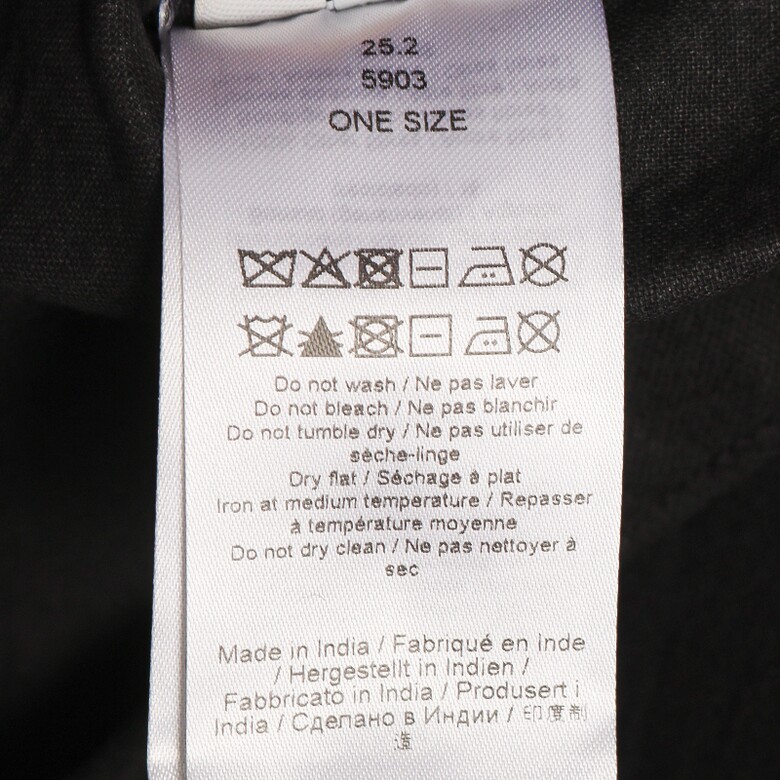 25.2
5903
ONE SIZE
Do not wash / Ne pas laver
Do not bleach / Ne pas blanchir
Do not tumble dry / Ne pas utiliser de
sèche-linge
Dry flat / Séchage à plat
Iron at medium temperature / Repasser
à température moyenne
Do not dry clean / Ne pas nettoyer à
sec
Made in India / Fabriqué en Inde
/ Hergestellt in Indien /
Fabbricato in India / Produsert i
India / Сделано в Индии / 印度制
造